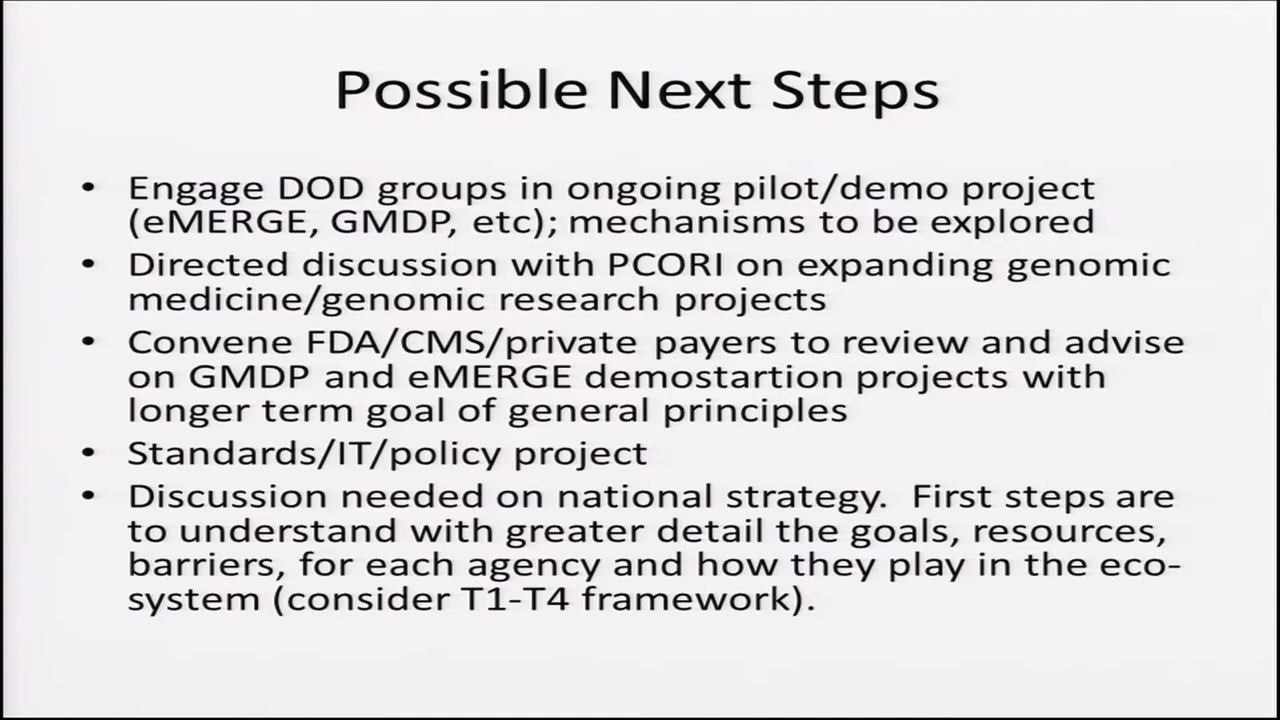 Possible Next Steps
• Engage DOD groups in ongoing pilot/demo project
(eMERGE, GMDP, etc); mechanisms to be explored
• Directed discussion with PCORI on expanding genomic
medicine/genomic research projects
• Convene FDA/CMS/private payers to review and advise
on GMDP and eMERGE demostartion projects with
longer term goal of general principles
• Standards/IT/policy project
• Discussion needed on national strategy.  First steps are
to understand with greater detail the goals, resources,
barriers, for each agency and how they play in the eco-
system (consider T1-T4 framework).